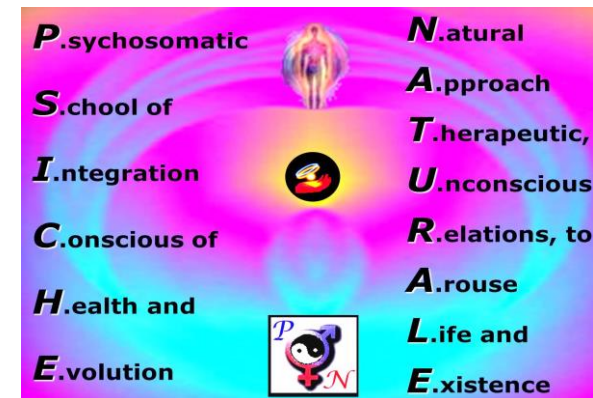 P.sychosomatic
S.chool of
I.ntegration
C.onscious of
H.ealth and
E.volution
N.atural
A.pproach
T.herapeutic,
U.nconscious
R.elations, to
A.rouse
L.ife and
E.xistence
P
N